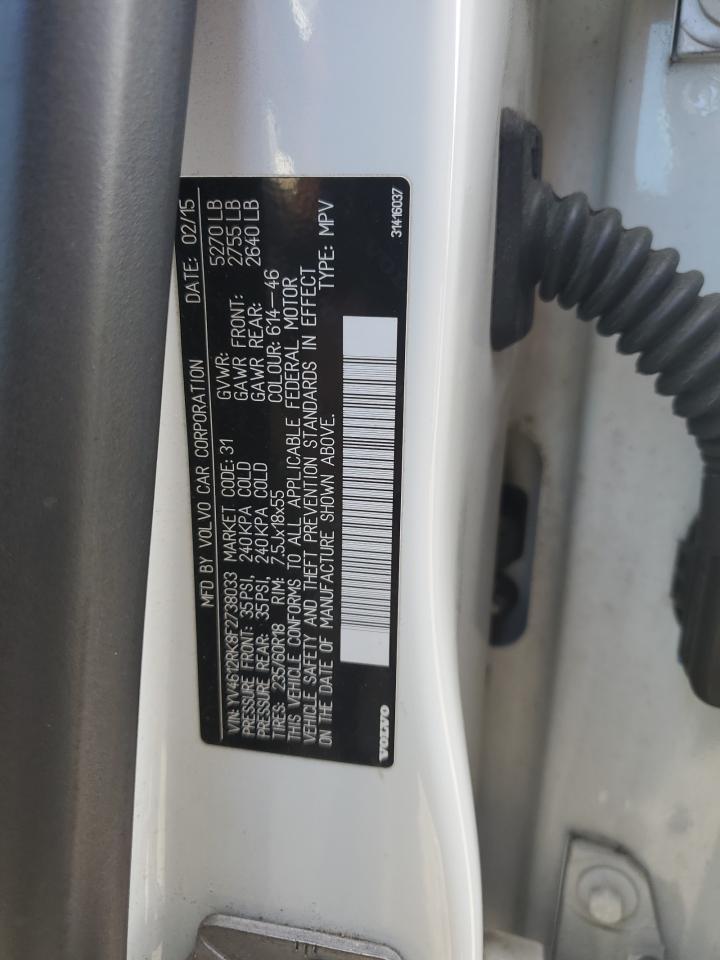 MFD BY VOLVO CAR CORPORATION DATE: 02/15
VIN: YV4612RK8F2738033 MARKET CODE: 31 GVWR: 5270 LB
PRESSURE FRONT: 35PSI, 240KPA COLD GAWR FRONT: 2755 LB
PRESSURE REAR: 35PSI, 240KPA COLD GAWR REAR: 2640 LB
TIRES: 235/60R18 RIM: 7.5Jx18x55 COLOUR: 614-46
THIS VEHICLE CONFORMS TO ALL APPLICABLE FEDERAL MOTOR
VEHICLE SAFETY AND THEFT PREVENTION STANDARDS IN EFFECT
ON THE DATE OF MANUFACTURE SHOWN ABOVE. TYPE: MPV
VOLVO 31416037